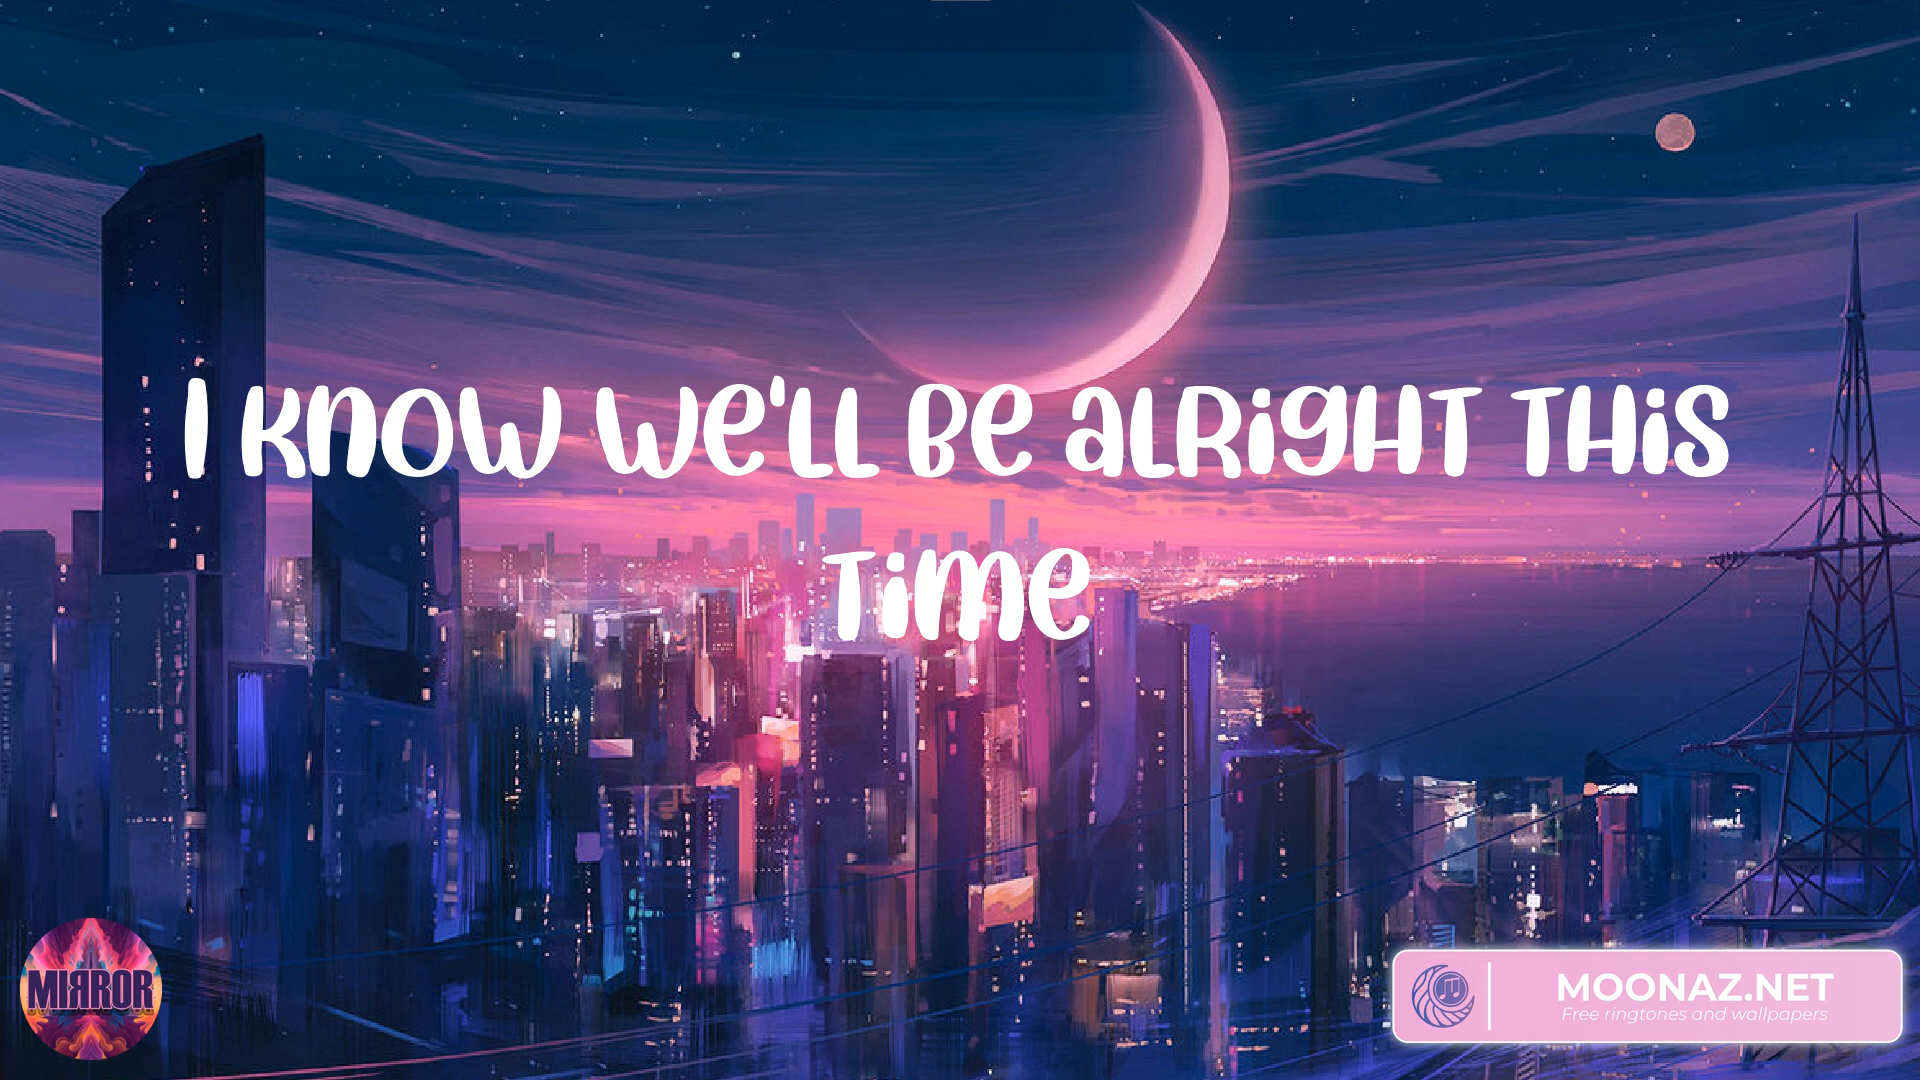 I know we'll be alright this
time
MIRROR
MOONAZ.NET
Free ringtones and wallpapers